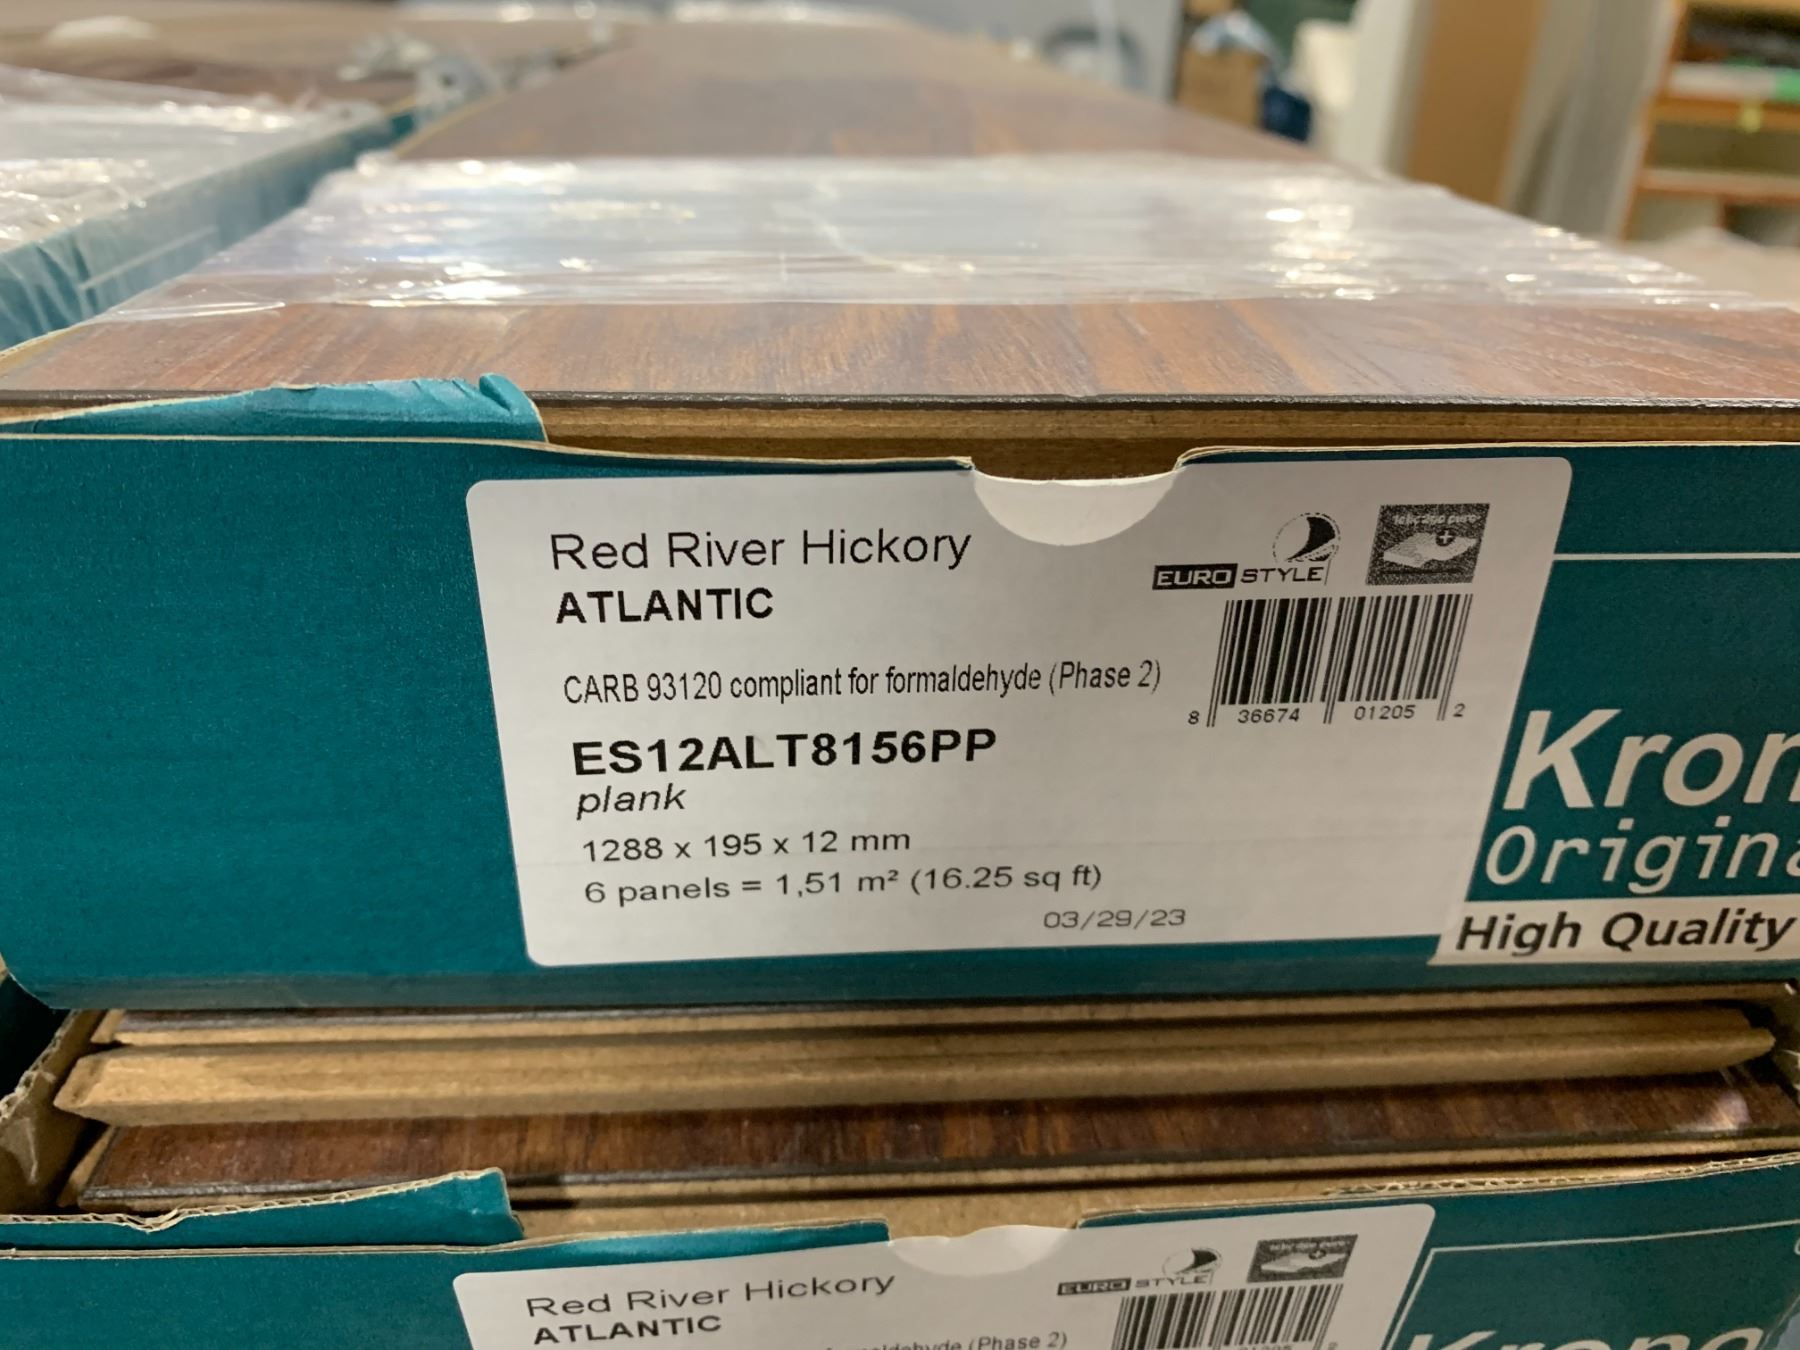 Red River Hickory
ATLANTIC
EURO STYLE
CARB 93120 compliant for formaldehyde (Phase 2)
8 36674 01205 2
ES12ALT8156PP
plank
1288 x 195 x 12 mm
6 panels = 1,51 m² (16.25 sq ft)
03/29/23
Kron
Origina
High Quality
Red River Hickory
ATLANTIC
EURO STYLE
(Phase 2)
Krono